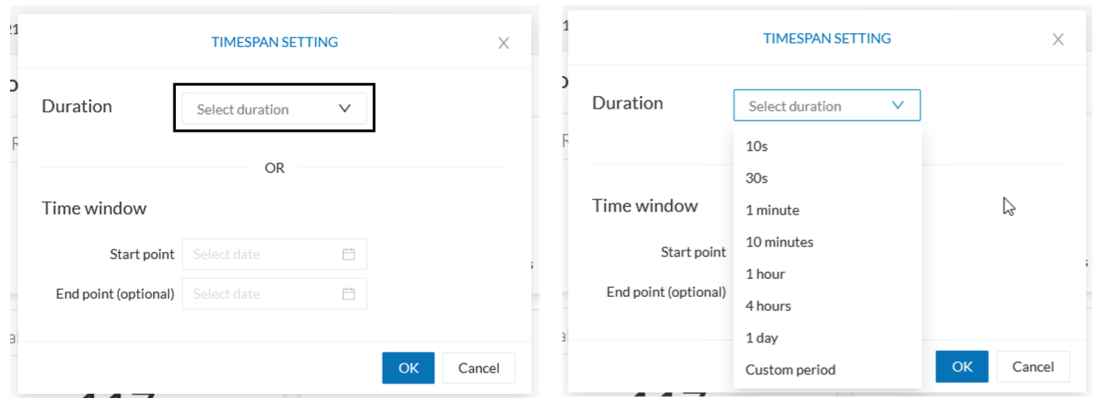 TIMESPAN SETTING
Duration
Select duration
OR
Time window
Start point
Select date
End point (optional)
Select date
OK
Cancel
TIMESPAN SETTING
Duration
Select duration
10s
30s
1 minute
10 minutes
1 hour
4 hours
1 day
Custom period
Time window
Start point
End point (optional)
OK
Cancel